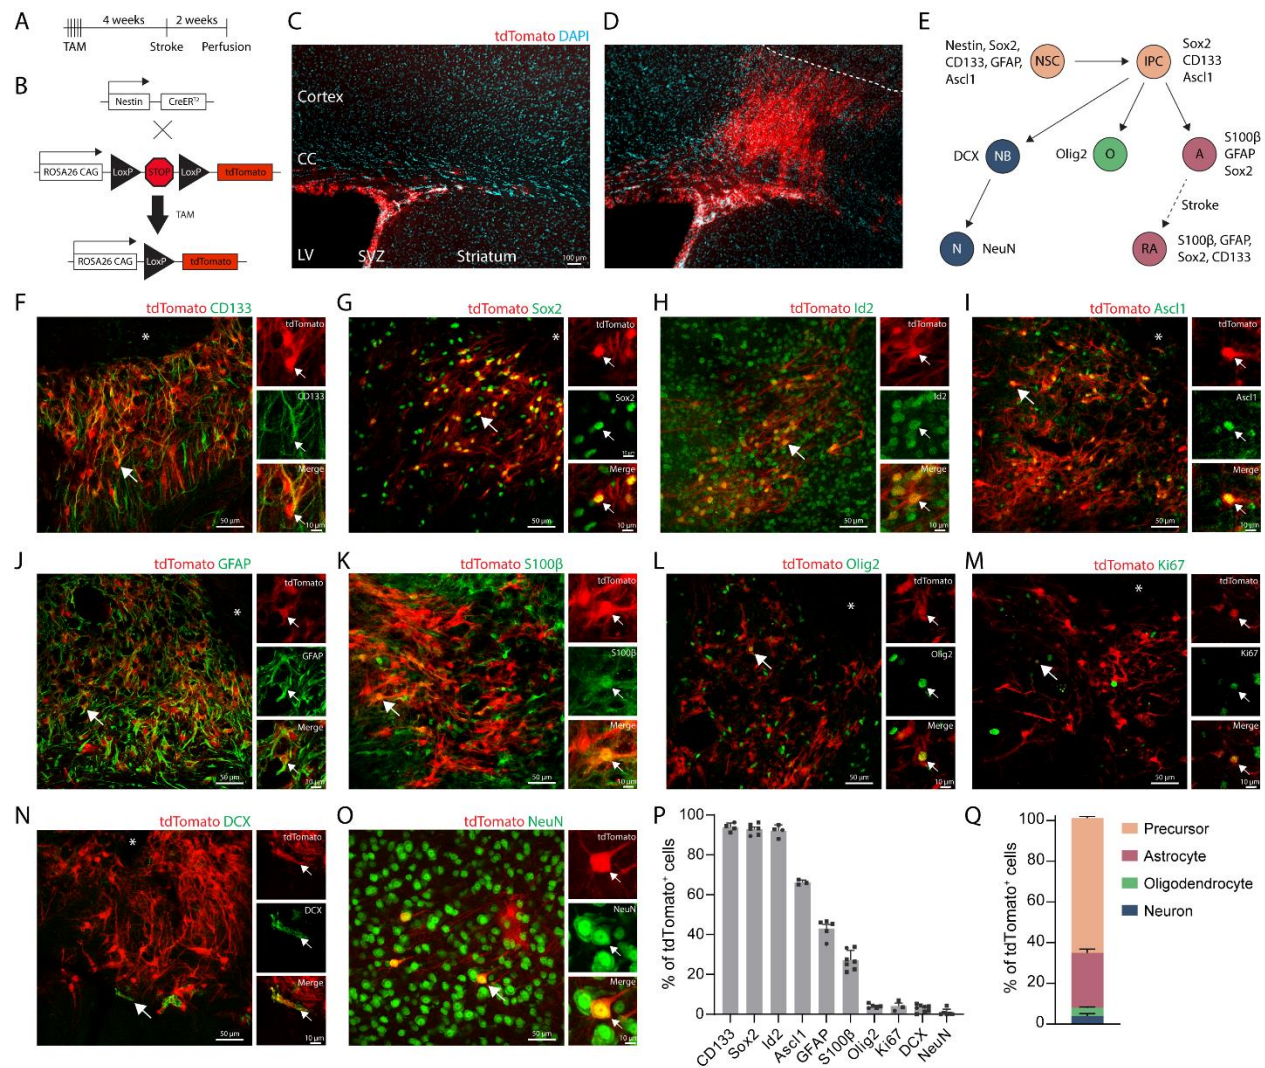 A
4 weeks
2 weeks
TAM
Stroke
Perfusion
B
Nestin
CreERT2
ROSA26 CAG
LoxP
STOP
LoxP
tdTomato
TAM
ROSA26 CAG
LoxP
tdTomato
C
D
tdTomato DAPI
Cortex
CC
LV
SVZ
Striatum
100 μm
E
Nestin, Sox2,
CD133, GFAP,
Ascl1
NSC
IPC
Sox2
CD133
Ascl1
DCX
NB
Olig2
O
A
S100β
GFAP
Sox2
Stroke
N
NeuN
RA
S100β, GFAP,
Sox2, CD133
F
tdTomato CD133
*
tdTomato
CD133
Merge
50 μm
10 μm
G
tdTomato Sox2
*
tdTomato
Sox2
10 μm
Merge
50 μm
H
tdTomato Id2
tdTomato
Id2
Merge
50 μm
10 μm
I
tdTomato Ascl1
*
tdTomato
Ascl1
Merge
50 μm
10 μm
J
tdTomato GFAP
*
tdTomato
GFAP
Merge
50 μm
10 μm
K
tdTomato S100β
tdTomato
S100β
Merge
50 μm
10 μm
L
tdTomato Olig2
*
tdTomato
Olig2
Merge
50 μm
10 μm
M
tdTomato Ki67
*
tdTomato
Ki67
Merge
50 μm
10 μm
N
tdTomato DCX
*
tdTomato
DCX
Merge
50 μm
10 μm
O
tdTomato NeuN
tdTomato
NeuN
Merge
50 μm
10 μm
P
% of tdTomato+ cells
100
80
60
40
20
0
CD133
Sox2
Id2
Ascl1
GFAP
S100β
Olig2
Ki67
DCX
NeuN
Q
% of tdTomato+ cells
100
80
60
40
20
0
Precursor
Astrocyte
Oligodendrocyte
Neuron